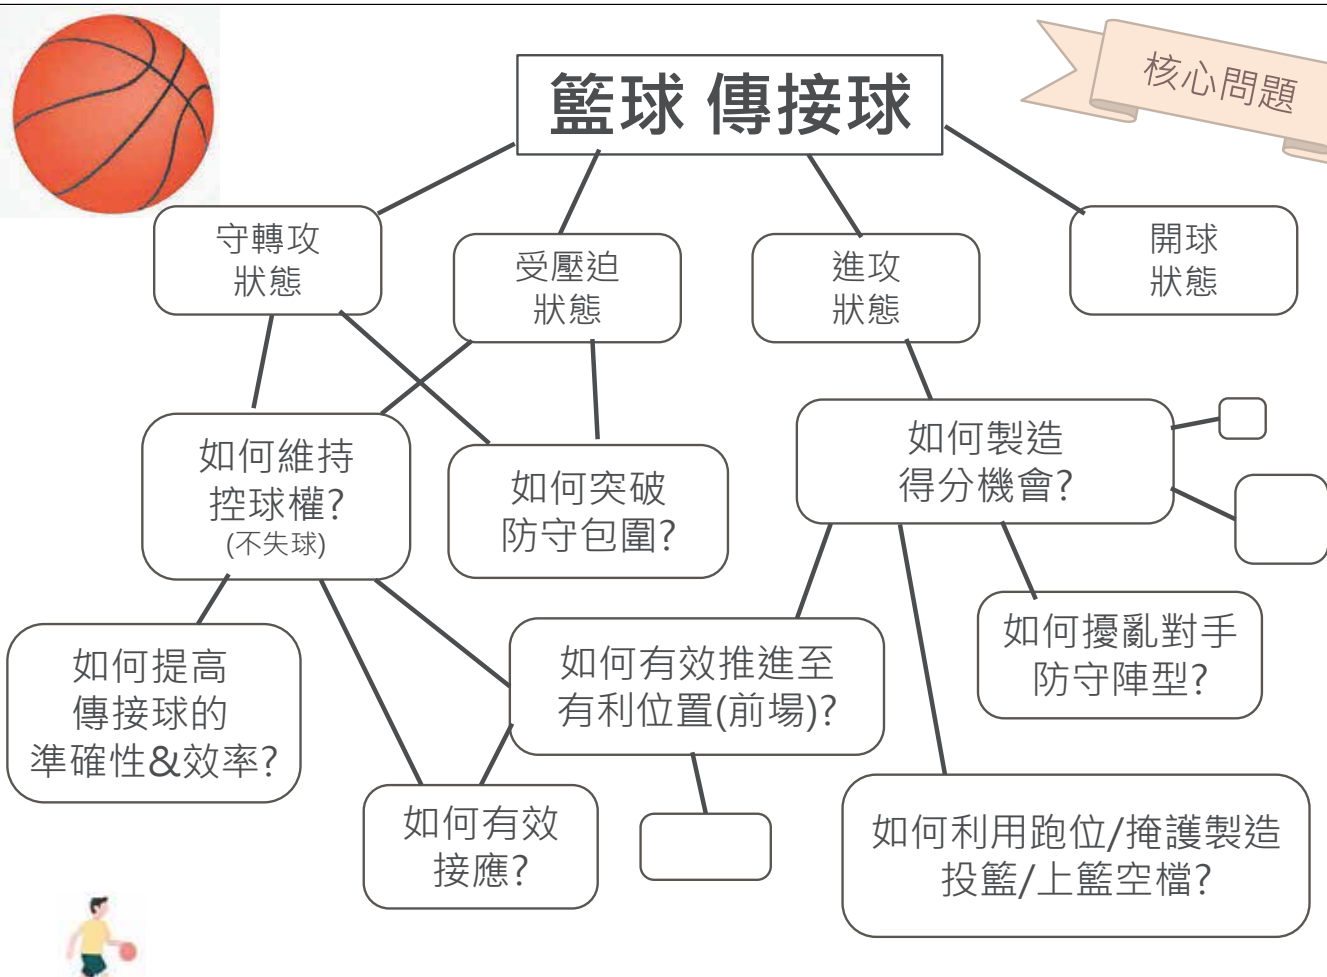 核心問題
籃球 傳接球
守轉攻
狀態
受壓迫
狀態
進攻
狀態
開球
狀態
如何維持
控球權?
(不失球)
如何突破
防守包圍?
如何製造
得分機會?
如何提高
傳接球的
準確性&效率?
如何有效推進至
有利位置(前場)?
如何擾亂對手
防守陣型?
如何有效
接應?
如何利用跑位/掩護製造
投籃/上籃空檔?